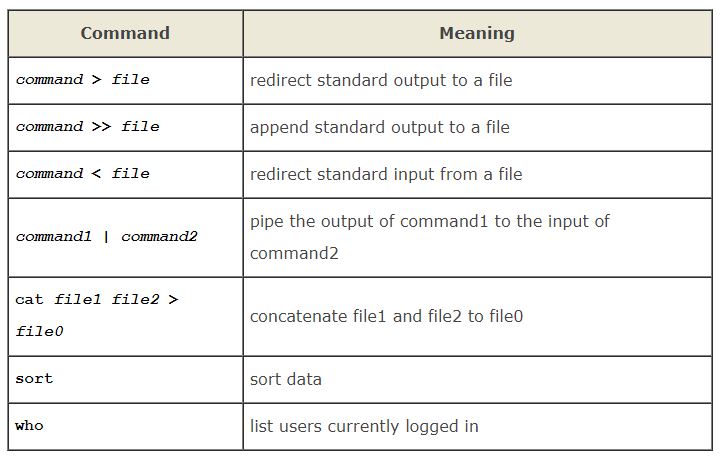 Command Meaning
command > file redirect standard output to a file
command >> file append standard output to a file
command < file redirect standard input from a file
command1 | command2 pipe the output of command1 to the input of
command2
cat file1 file2 >
file0
concatenate file1 and file2 to file0
sort sort data
who list users currently logged in